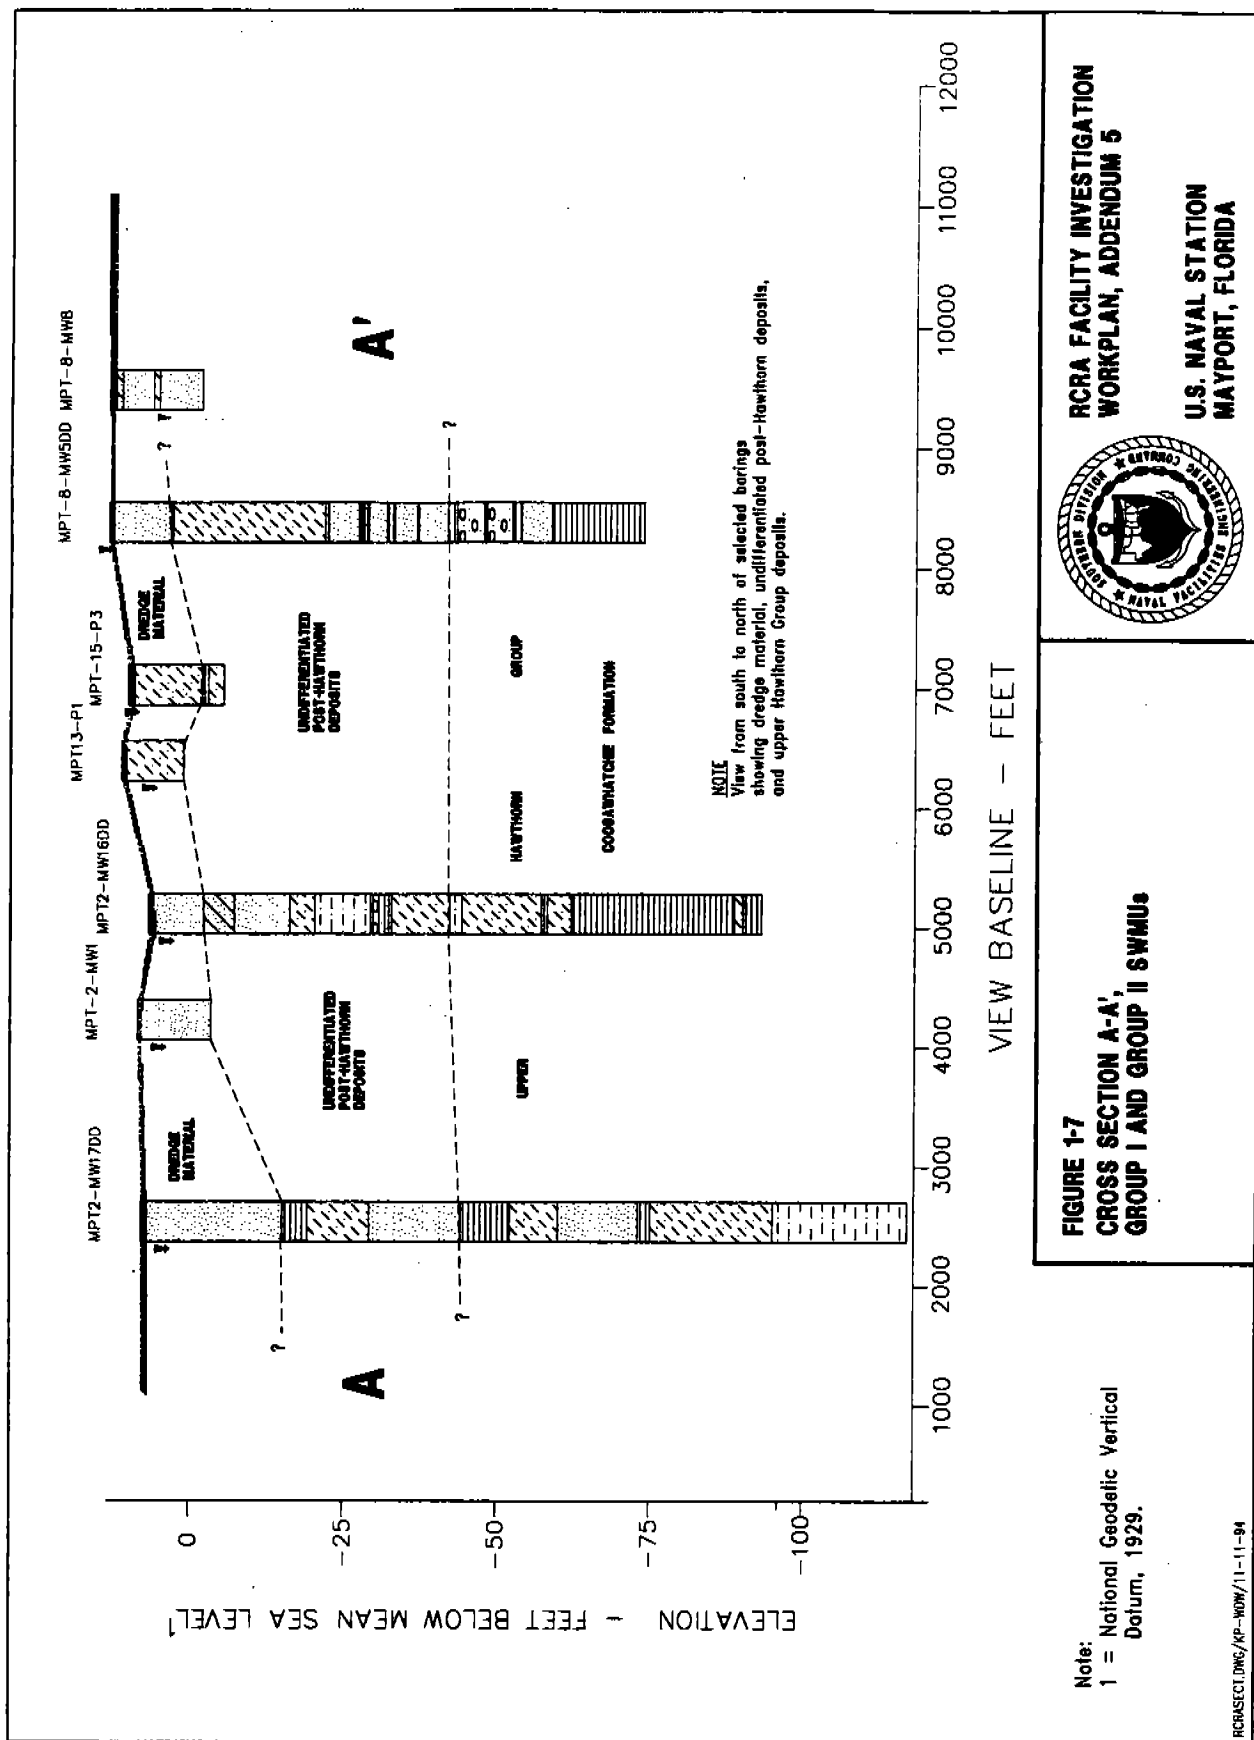 MPT2-MW17DD
MPT-2-MW1
MPT2-MW16DD
MPT13-P1
MPT-15-P3
MPT-8-MW5DD
MPT-8-MW8
DREDGE
MATERIAL
DREDGE
MATERIAL
?
?
UNDIFFERENTIATED
POST-HAWTHORN
DEPOSITS
UNDIFFERENTIATED
POST-HAWTHORN
DEPOSITS
A
A'
?
?
UPPER
HAWTHORN
GROUP
COOSAWHATCHIE FORMATION
NOTE
View from south to north of selected borings
showing dredge material, undifferentiated post-Hawthorn deposits,
and upper Hawthorn Group deposits.
ELEVATION - FEET BELOW MEAN SEA LEVEL1
0
-25
-50
-75
-100
1000
2000
3000
4000
5000
6000
7000
8000
9000
10000
11000
12000
VIEW BASELINE - FEET
Note:
1 = National Geodetic Vertical
Datum, 1929.
FIGURE 1-7
CROSS SECTION A-A',
GROUP I AND GROUP II SWMUs
SOUTHERN DIVISION
NAVAL FACILITIES ENGINEERING COMMAND
RCRA FACILITY INVESTIGATION
WORKPLAN, ADDENDUM 5
U.S. NAVAL STATION
MAYPORT, FLORIDA
RCRASECT.DWG/KP-WDW/11-11-94